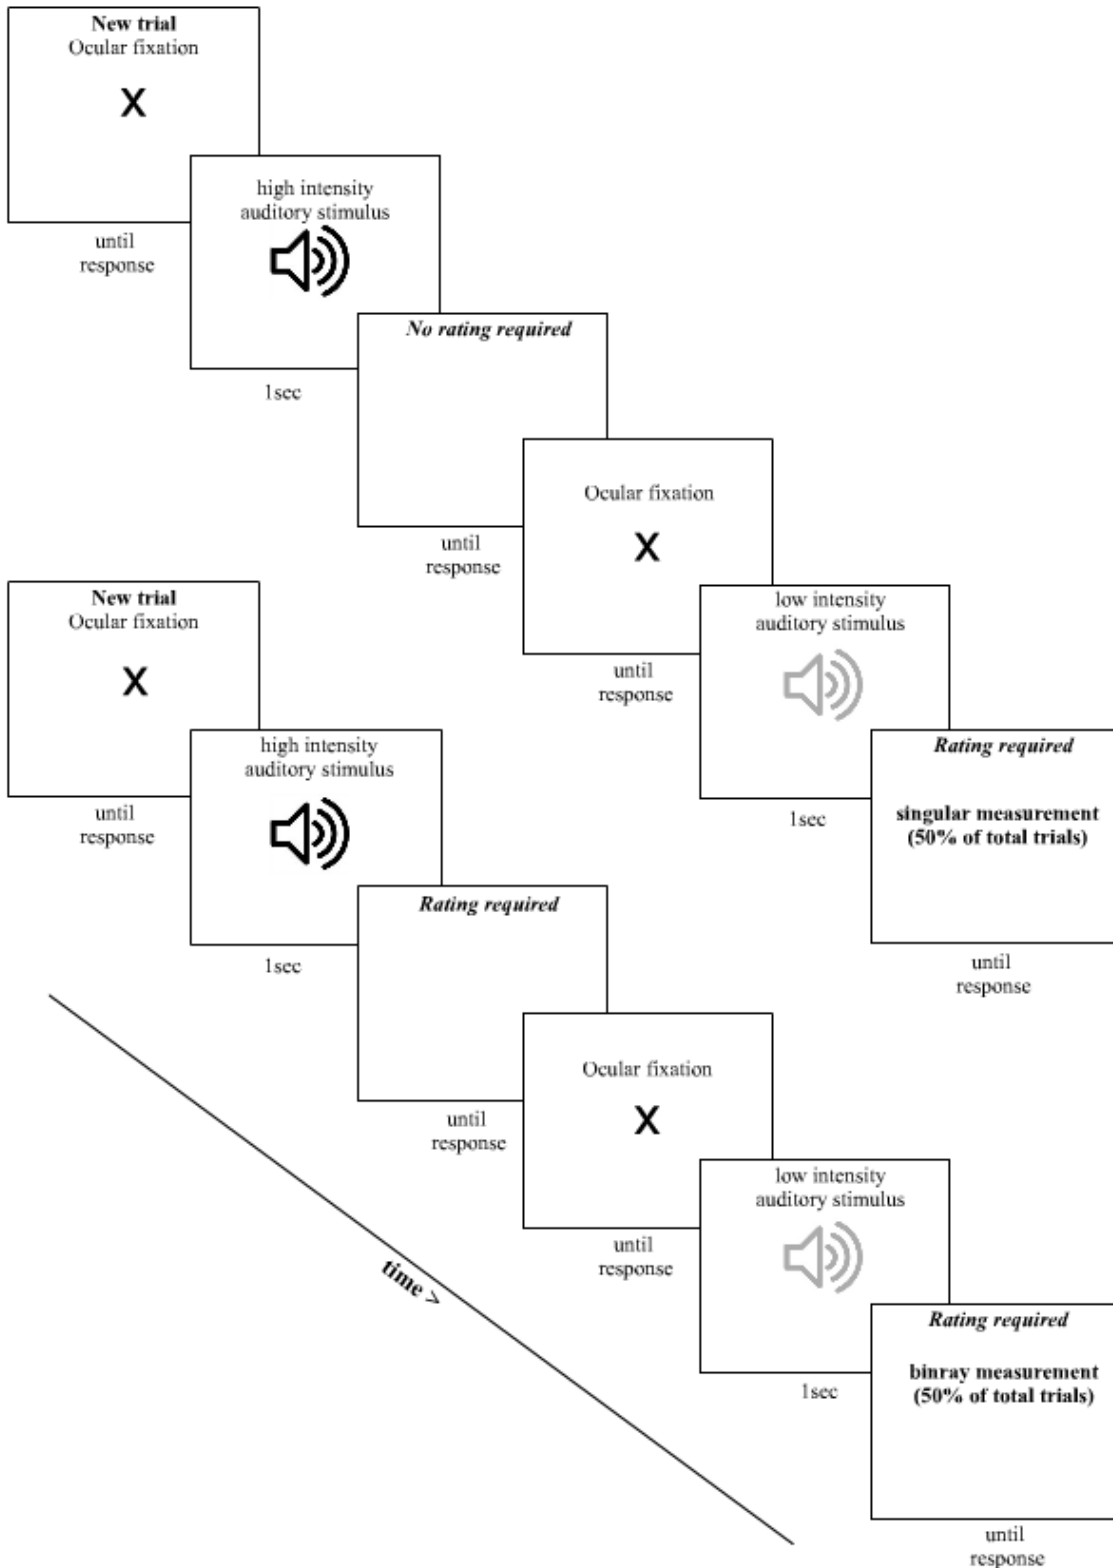 New trial
Ocular fixation
X
until
response
high intensity
auditory stimulus
1sec
No rating required
until
response
Ocular fixation
X
until
response
low intensity
auditory stimulus
1sec
Rating required
singular measurement
(50% of total trials)
until
response
New trial
Ocular fixation
X
until
response
high intensity
auditory stimulus
1sec
Rating required
until
response
Ocular fixation
X
until
response
low intensity
auditory stimulus
1sec
Rating required
binray measurement
(50% of total trials)
until
response
time >